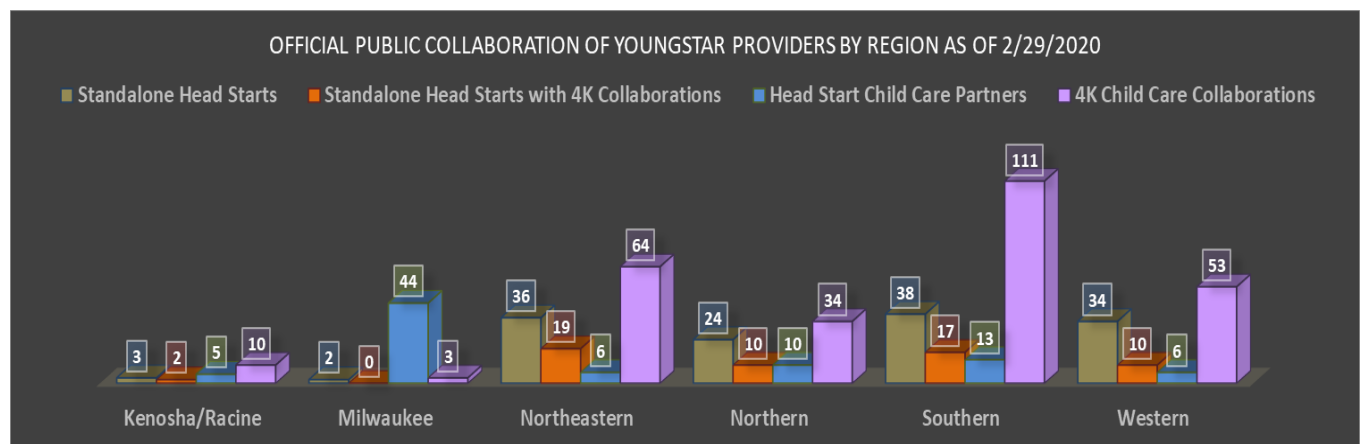 OFFICIAL PUBLIC COLLABORATION OF YOUNGSTAR PROVIDERS BY REGION AS OF 2/29/2020
Standalone Head Starts Standalone Head Starts with 4K Collaborations Head Start Child Care Partners 4K Child Care Collaborations
3 2 5 10
2 0 44 3
36 19 6 64
24 10 10 34
38 17 13 111
34 10 6 53
Kenosha/Racine Milwaukee Northeastern Northern Southern Western